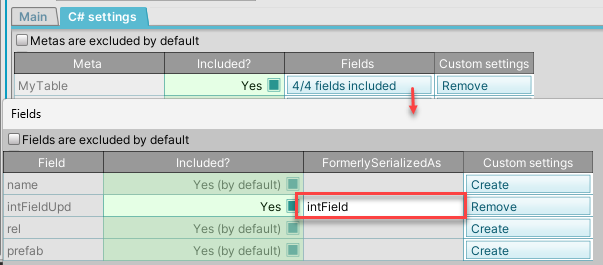 Main C# settings
Metas are excluded by default
Meta Included? Fields Custom settings
MyTable Yes 4/4 fields included Remove
Fields
Fields are excluded by default
Field Included? FormerlySerializedAs Custom settings
name Yes (by default) Create
intFieldUpd Yes intField Remove
rel Yes (by default) Create
prefab Yes (by default) Create